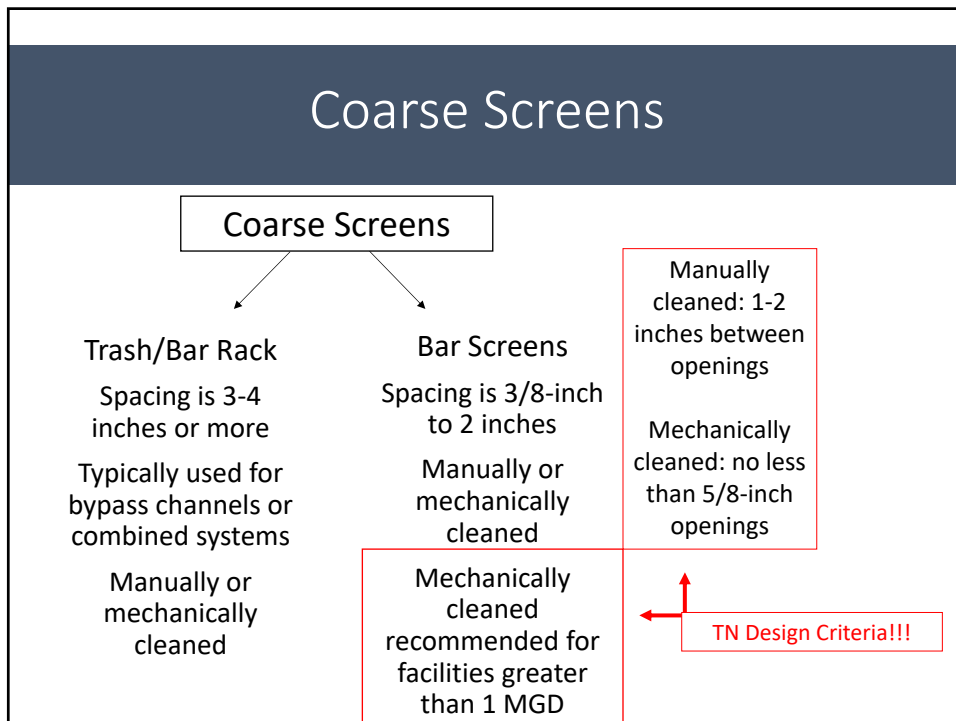 Coarse Screens
Coarse Screens
Trash/Bar Rack
Spacing is 3-4
inches or more
Typically used for
bypass channels or
combined systems
Manually or
mechanically
cleaned
Bar Screens
Spacing is 3/8-inch
to 2 inches
Manually or
mechanically
cleaned
Mechanically
cleaned
recommended for
facilities greater
than 1 MGD
Manually
cleaned: 1-2
inches between
openings
Mechanically
cleaned: no less
than 5/8-inch
openings
TN Design Criteria!!!